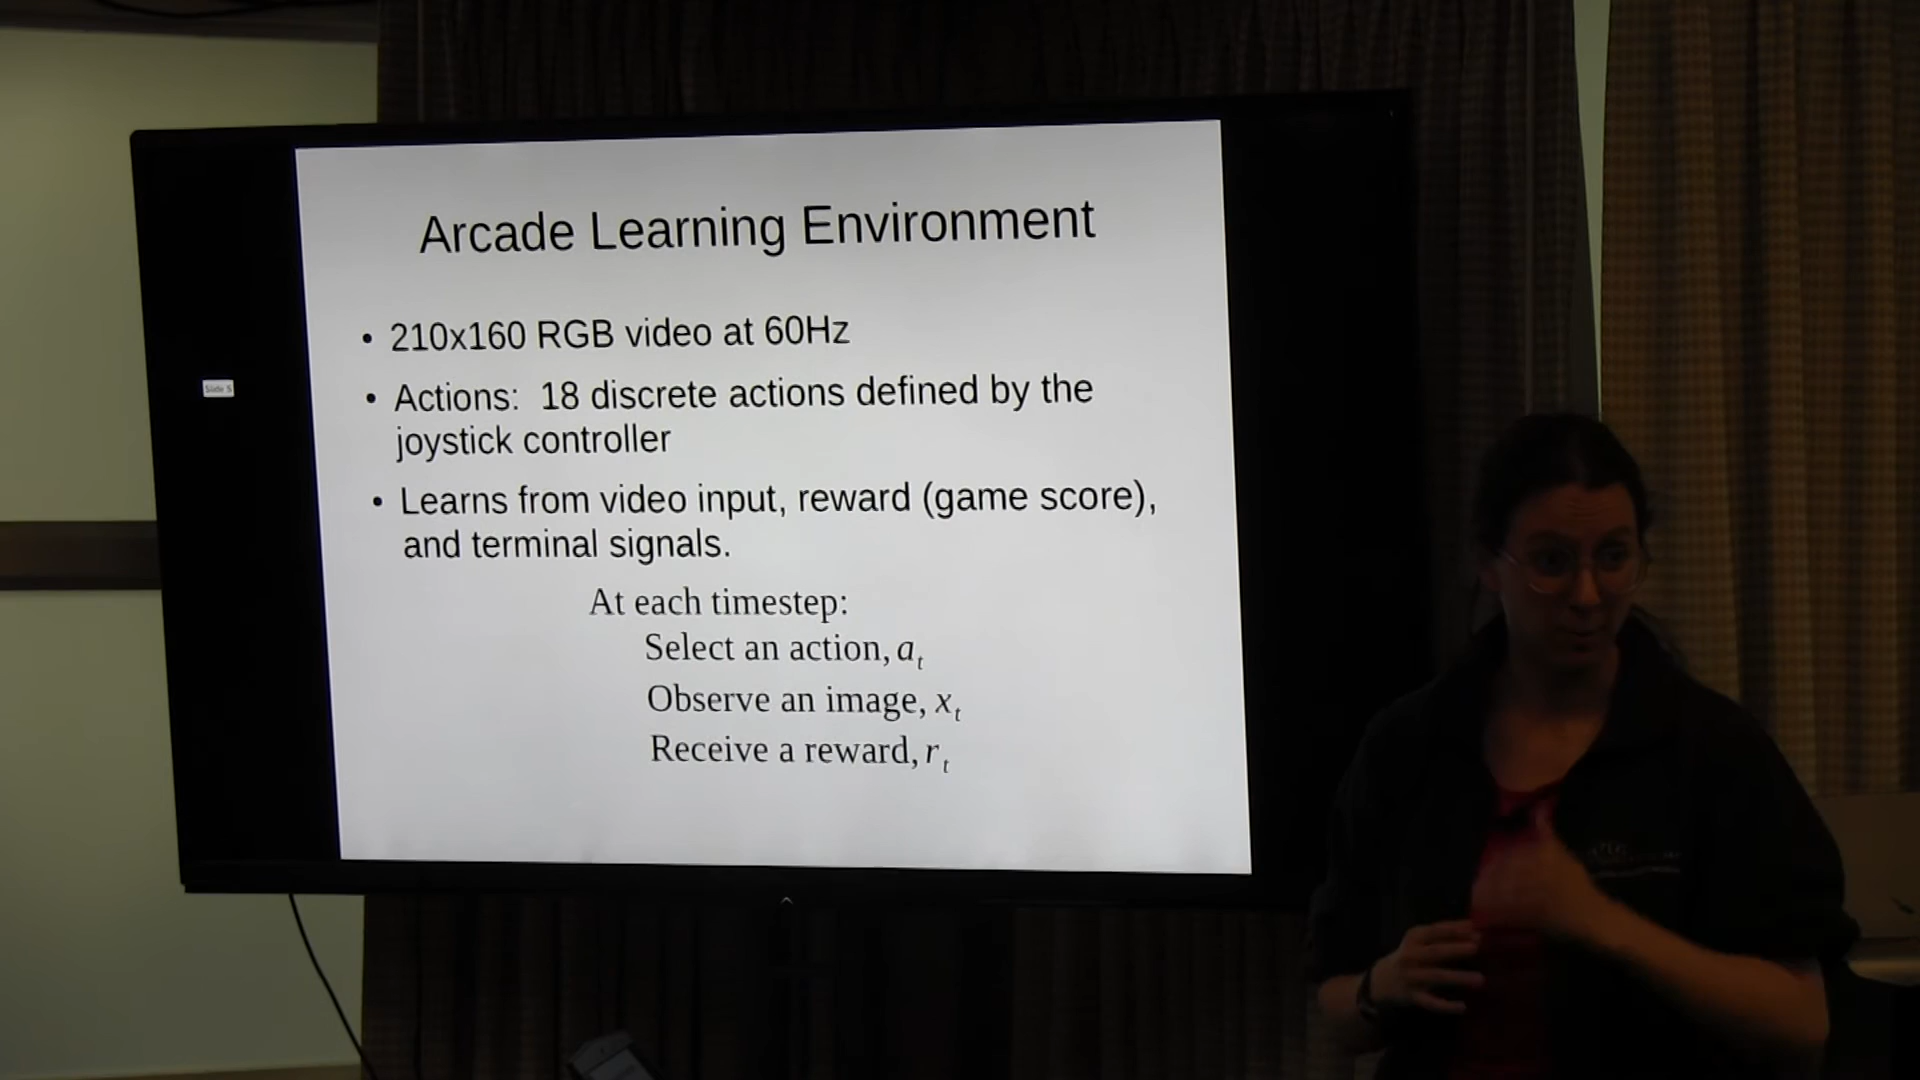 Arcade Learning Environment
• 210x160 RGB video at 60Hz
• Actions: 18 discrete actions defined by the
joystick controller
• Learns from video input, reward (game score),
and terminal signals.
At each timestep:
Select an action, a_t
Observe an image, x_t
Receive a reward, r_t
Slide 5